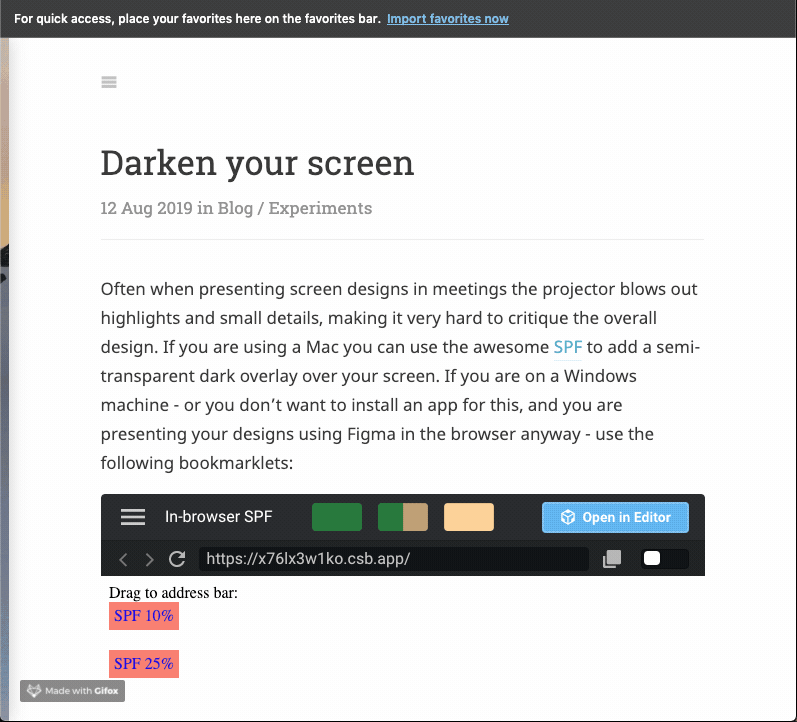 For quick access, place your favorites here on the favorites bar. Import favorites now
Darken your screen
12 Aug 2019 in Blog / Experiments
Often when presenting screen designs in meetings the projector blows out
highlights and small details, making it very hard to critique the overall
design. If you are using a Mac you can use the awesome SPF to add a semi-
transparent dark overlay over your screen. If you are on a Windows
machine - or you don’t want to install an app for this, and you are
presenting your designs using Figma in the browser anyway - use the
following bookmarklets:
In-browser SPF Open in Editor
https://x76lx3w1ko.csb.app/
Drag to address bar:
SPF 10%
SPF 25%
Made with Gifox